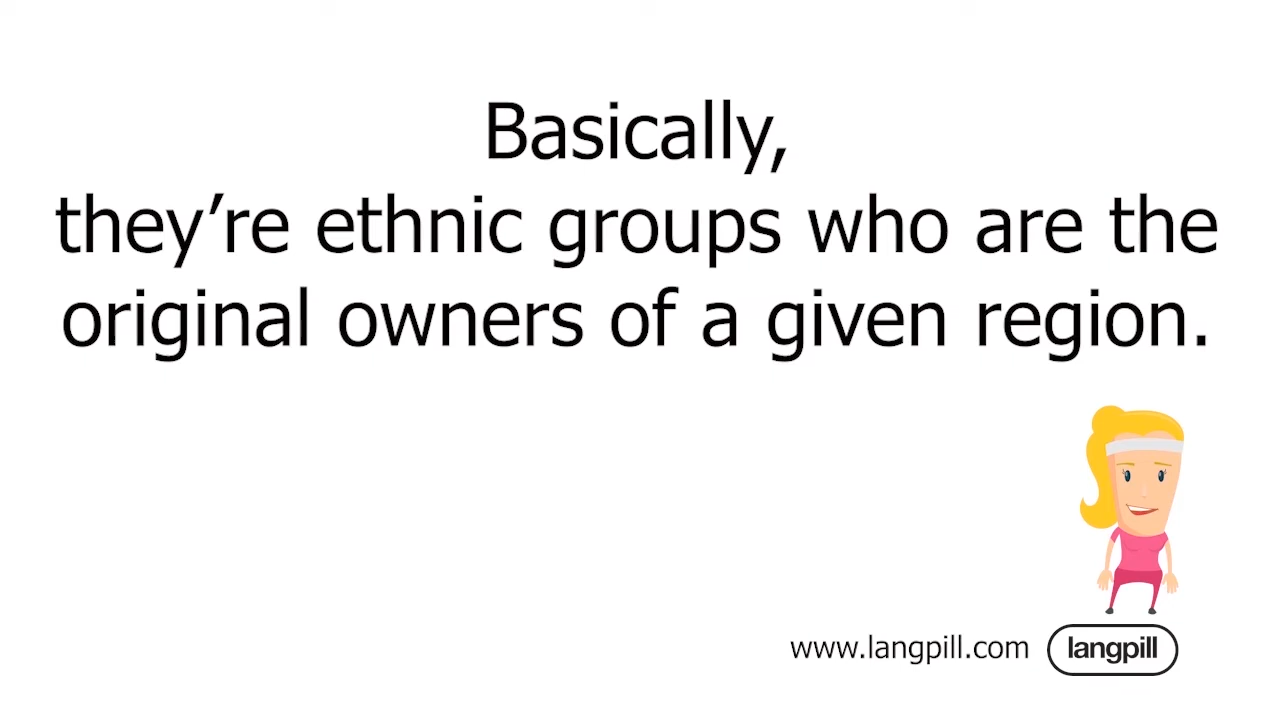 Basically,
they’re ethnic groups who are the
original owners of a given region.
www.langpill.com
langpill